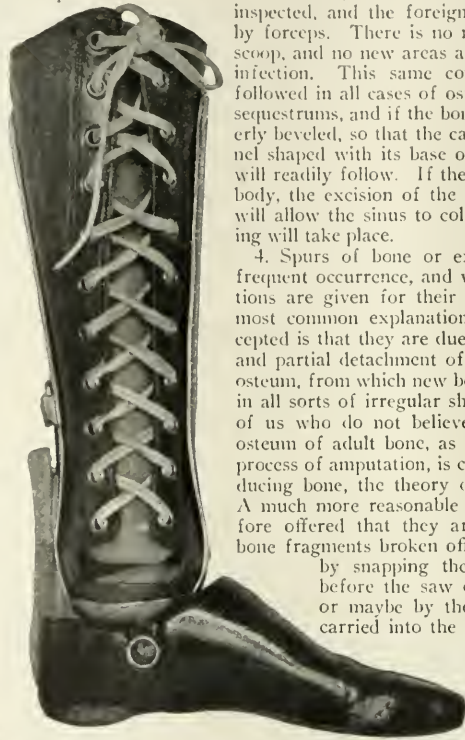 inspected, and the foreign
by forceps. There is no
scoop, and no new areas a
infection. This same co
followed in all cases of os
sequestrums, and if the bo
erly beveled, so that the ca
nel shaped with its base o
will readily follow. If the
body, the excision of the
will allow the sinus to col
ing will take place.
4. Spurs of bone or ex
frequent occurrence, and v
tions are given for their
most common explanation
cepted is that they are due
and partial detachment of
osteum, from which new b
in all sorts of irregular sh
of us who do not believe
osteum of adult bone, as
process of amputation, is c
ducing bone, the theory o
A much more reasonable
fore offered that they ar
bone fragments broken of
by snapping the
before the saw
or maybe by the
carried into the